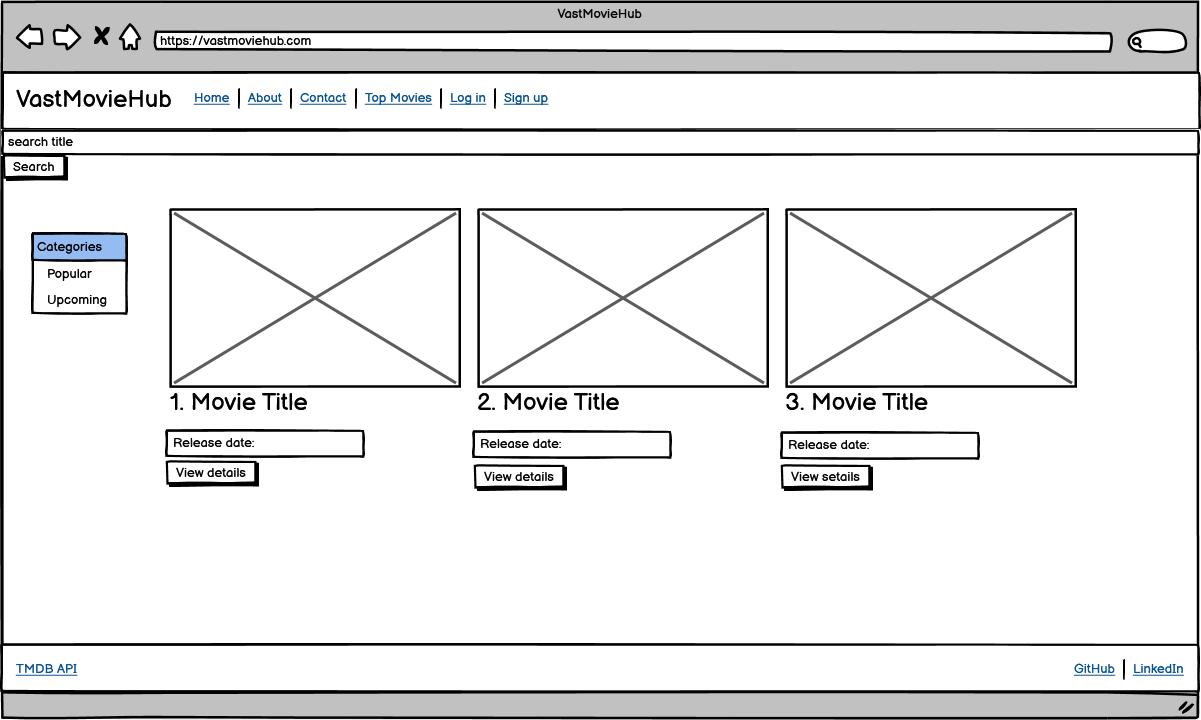 VastMovieHub
https://vastmoviehub.com
VastMovieHub Home About Contact Top Movies Log in Sign up
search title
Search
Categories
Popular
Upcoming
1. Movie Title 2. Movie Title 3. Movie Title
Release date: Release date: Release date:
View details View details View setails
TMDB API GitHub LinkedIn